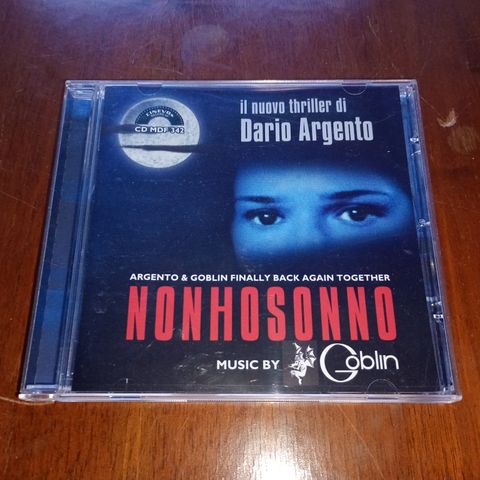 CINEVOX
CD MDF 342
il nuovo thriller di
Dario Argento
ARGENTO & GOBLIN FINALLY BACK AGAIN TOGETHER
NONHOSONNO
MUSIC BY Goblin